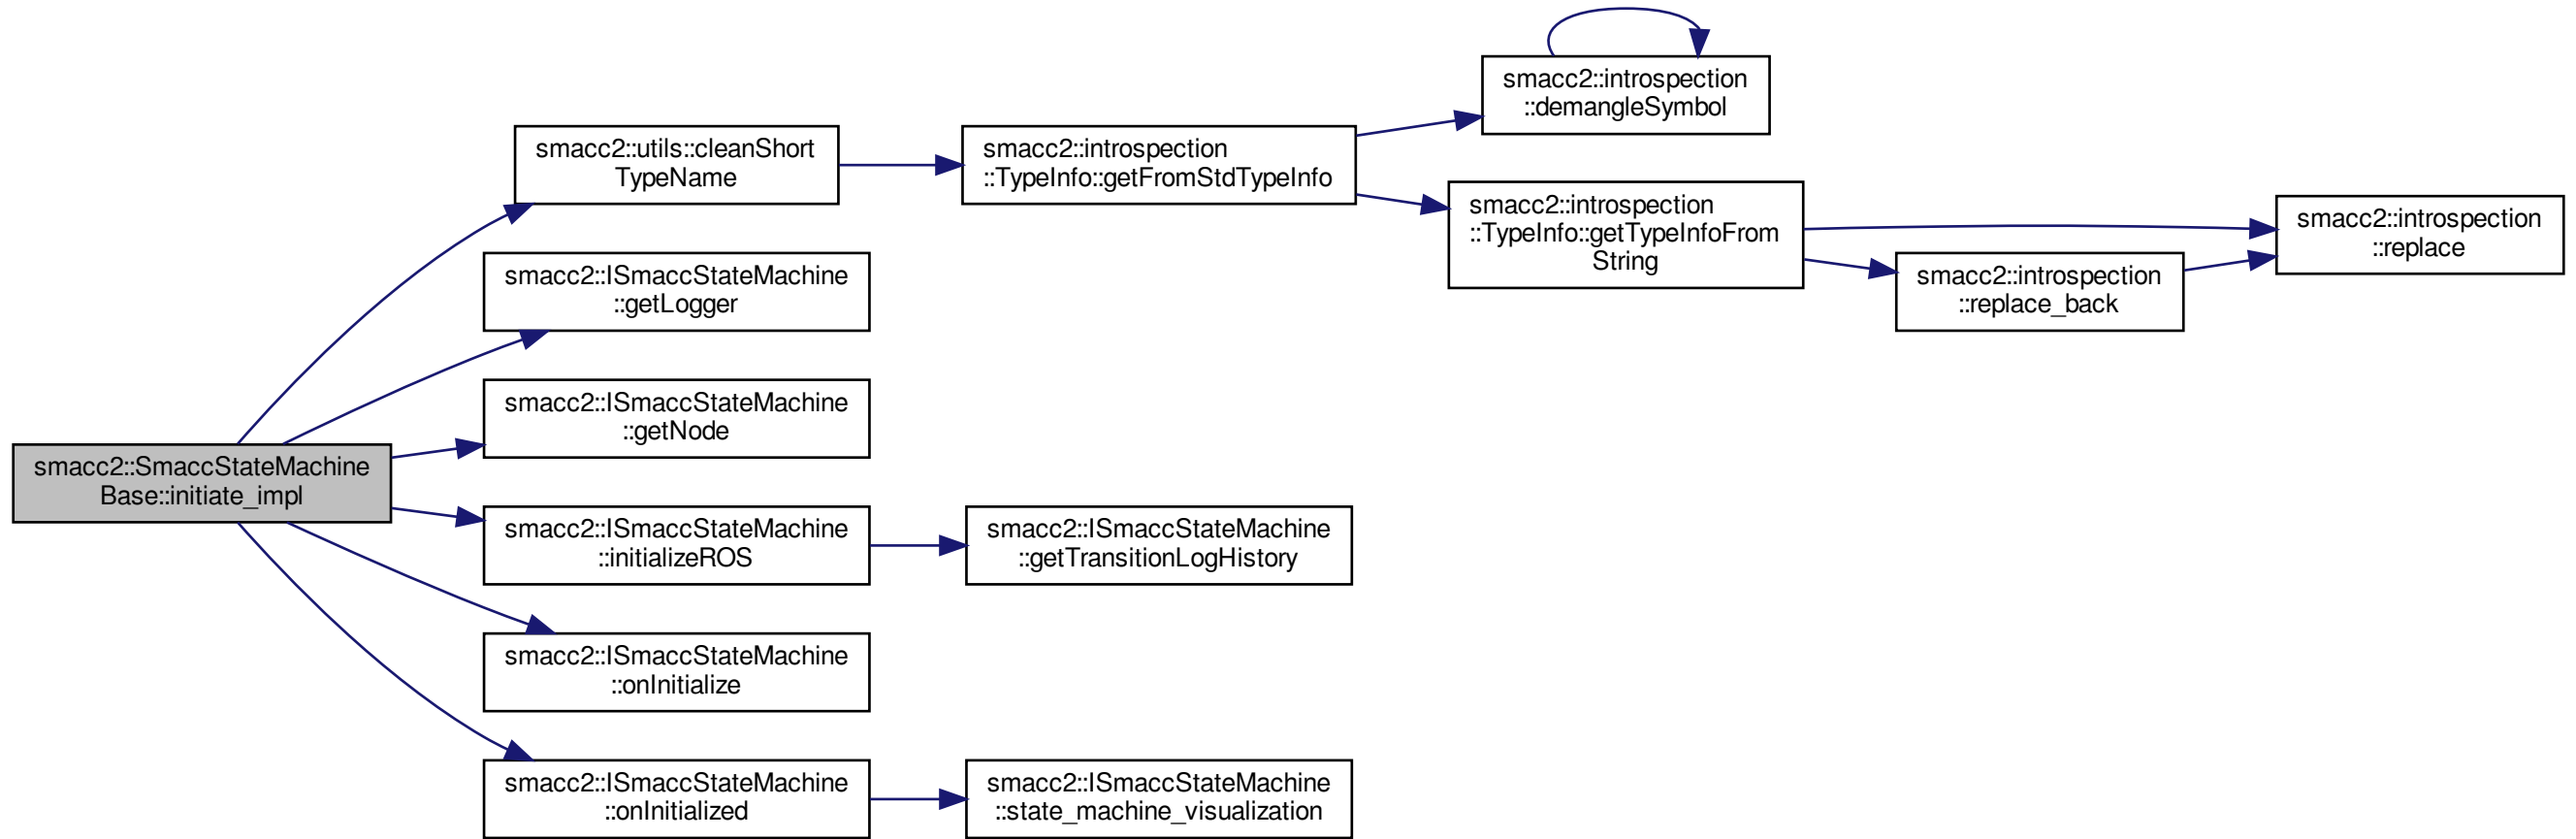 smacc2::SmaccStateMachine
Base::initiate_impl
smacc2::utils::cleanShort
TypeName
smacc2::introspection
::TypeInfo::getFromStdTypeInfo
smacc2::introspection
::demangleSymbol
smacc2::introspection
::TypeInfo::getTypeInfoFrom
String
smacc2::introspection
::replace
smacc2::introspection
::replace_back
smacc2::ISmaccStateMachine
::getLogger
smacc2::ISmaccStateMachine
::getNode
smacc2::ISmaccStateMachine
::initializeROS
smacc2::ISmaccStateMachine
::getTransitionLogHistory
smacc2::ISmaccStateMachine
::onInitialize
smacc2::ISmaccStateMachine
::onInitialized
smacc2::ISmaccStateMachine
::state_machine_visualization